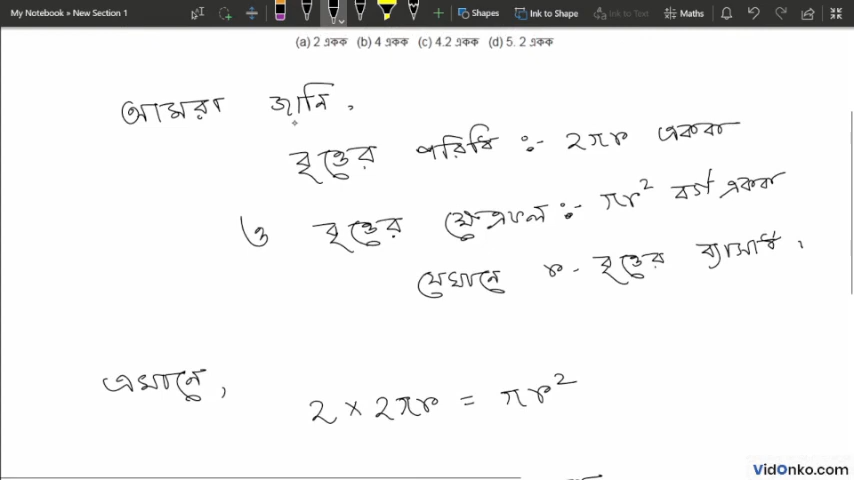 My Notebook » New Section 1
Shapes Ink to Shape Ink to Text Maths
(a) 2 একক (b) 4 একক (c) 4.2 একক (d) 5. 2 একক
আমরা জানি,
বৃত্তের পরিধি :- 2πr একক
ও বৃত্তের ক্ষেত্রফল :- πr² বর্গ একক
যেখানে r - বৃত্তের ব্যাসার্ধ ।
এখানে,
2 × 2πr = πr²
VidOnko.com